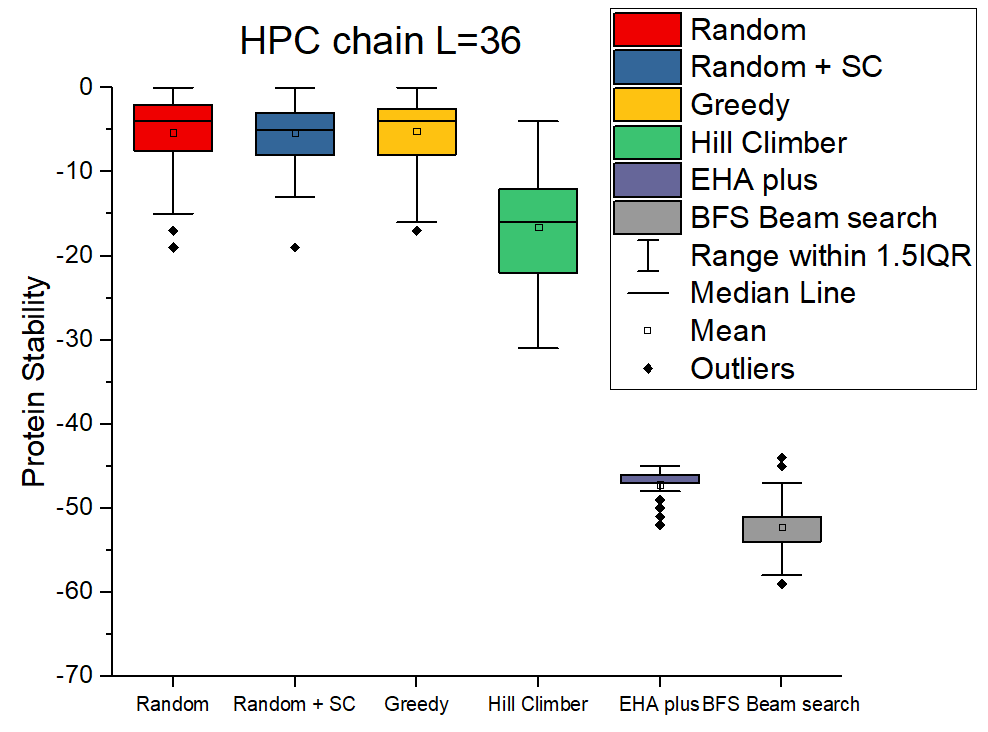 HPC chain L=36
Random
Random + SC
Greedy
Hill Climber
EHA plus
BFS Beam search
Range within 1.5IQR
Median Line
Mean
Outliers
Protein Stability
0
-10
-20
-30
-40
-50
-60
-70
Random
Random + SC
Greedy
Hill Climber
EHA plus
BFS Beam search